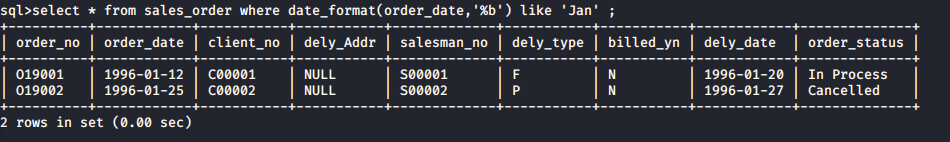 sql>select * from sales_order where date_format(order_date,'%b') like 'Jan' ;
+----------+------------+-----------+-----------+-------------+-----------+-----------+------------+--------------+
| order_no | order_date | client_no | dely_Addr | salesman_no | dely_type | billed_yn | dely_date | order_status |
+----------+------------+-----------+-----------+-------------+-----------+-----------+------------+--------------+
| O19001 | 1996-01-12 | C00001 | NULL | S00001 | F | N | 1996-01-20 | In Process |
| O19002 | 1996-01-25 | C00002 | NULL | S00002 | P | N | 1996-01-27 | Cancelled |
+----------+------------+-----------+-----------+-------------+-----------+-----------+------------+--------------+
2 rows in set (0.00 sec)